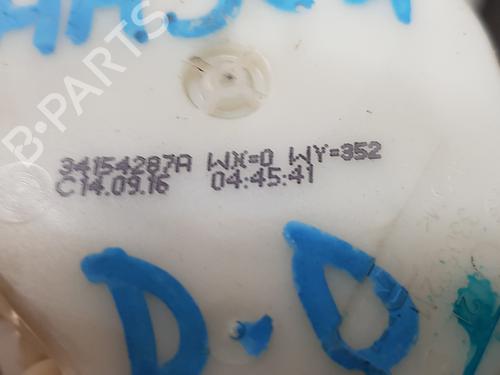 B-PARTS
34154287A WX=0 WY=352
C14.09.16 04:45:41
D.D